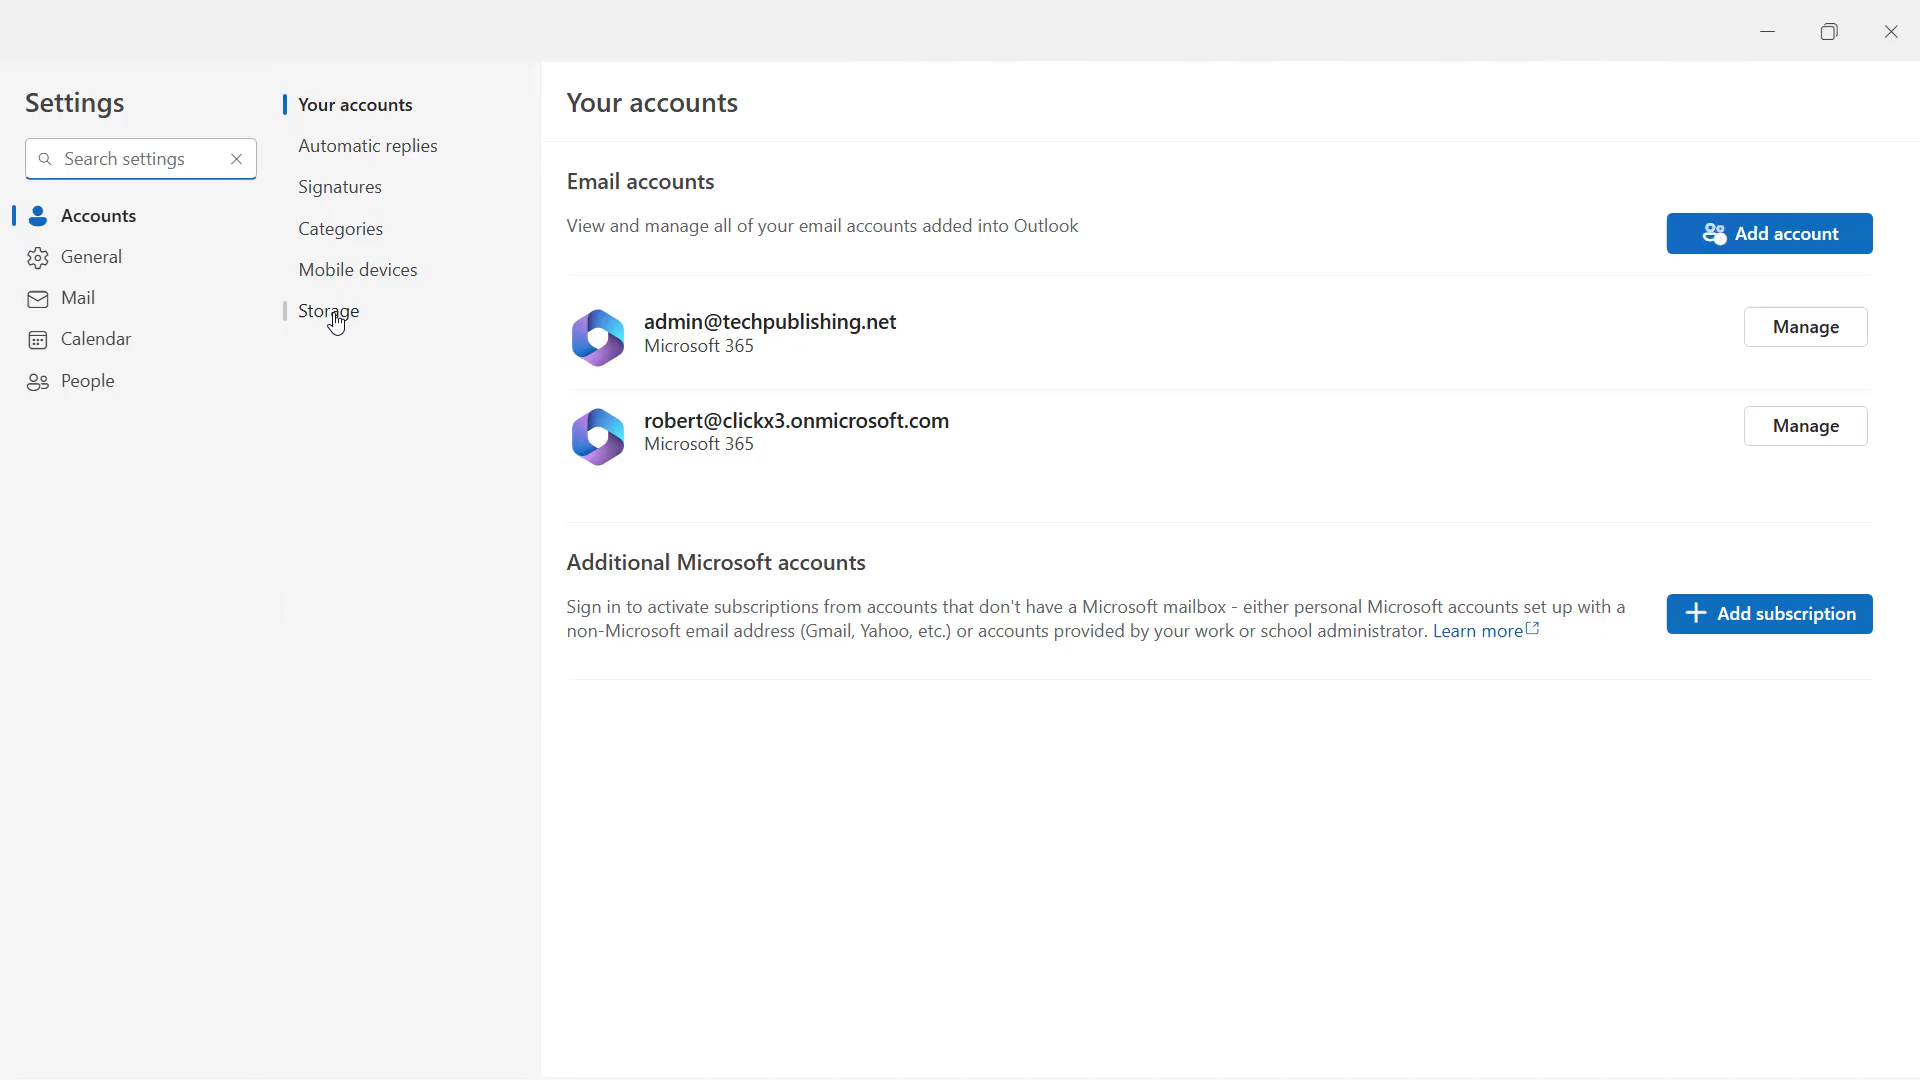 Settings
Search settings
Accounts
General
Mail
Calendar
People
Your accounts
Automatic replies
Signatures
Categories
Mobile devices
Storage
Your accounts
Email accounts
View and manage all of your email accounts added into Outlook
Add account
admin@techpublishing.net
Microsoft 365
Manage
robert@clickx3.onmicrosoft.com
Microsoft 365
Manage
Additional Microsoft accounts
Sign in to activate subscriptions from accounts that don't have a Microsoft mailbox - either personal Microsoft accounts set up with a
non-Microsoft email address (Gmail, Yahoo, etc.) or accounts provided by your work or school administrator. Learn more
Add subscription